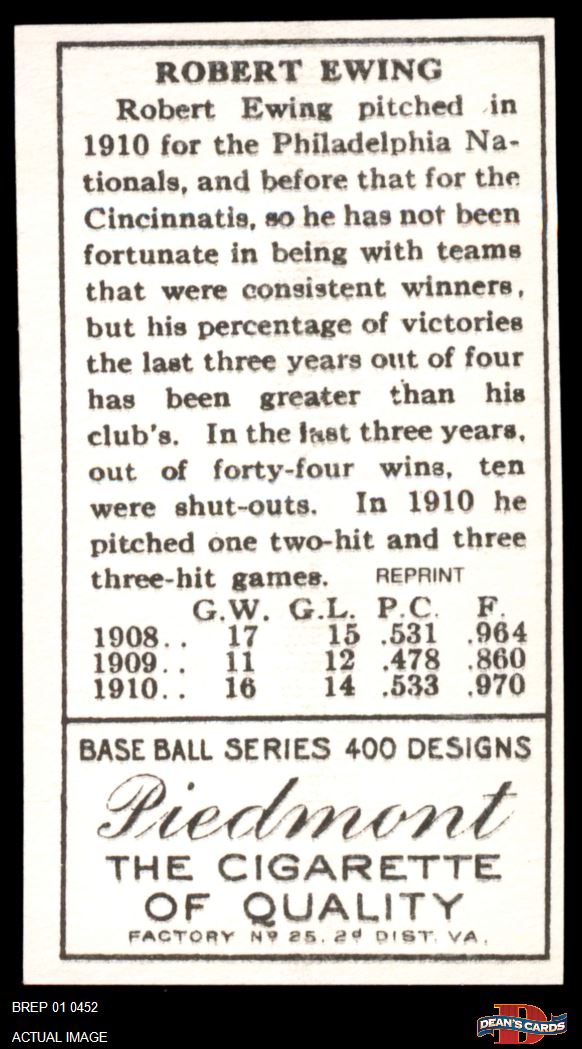 ROBERT EWING
Robert Ewing pitched in
1910 for the Philadelphia Na-
tionals, and before that for the
Cincinnatis, so he has not been
fortunate in being with teams
that were consistent winners,
but his percentage of victories
the last three years out of four
has been greater than his
club's. In the last three years,
out of forty-four wins, ten
were shut-outs. In 1910 he
pitched one two-hit and three
three-hit games. REPRINT
G.W. G.L. P.C. F.
1908.. 17 15 .531 .964
1909.. 11 12 .478 .860
1910.. 16 14 .533 .970
BASE BALL SERIES 400 DESIGNS
Piedmont
THE CIGARETTE
OF QUALITY
FACTORY Nº 25, 2d DIST. VA.
BREP 01 0452
ACTUAL IMAGE
D
DEAN'S CARDS